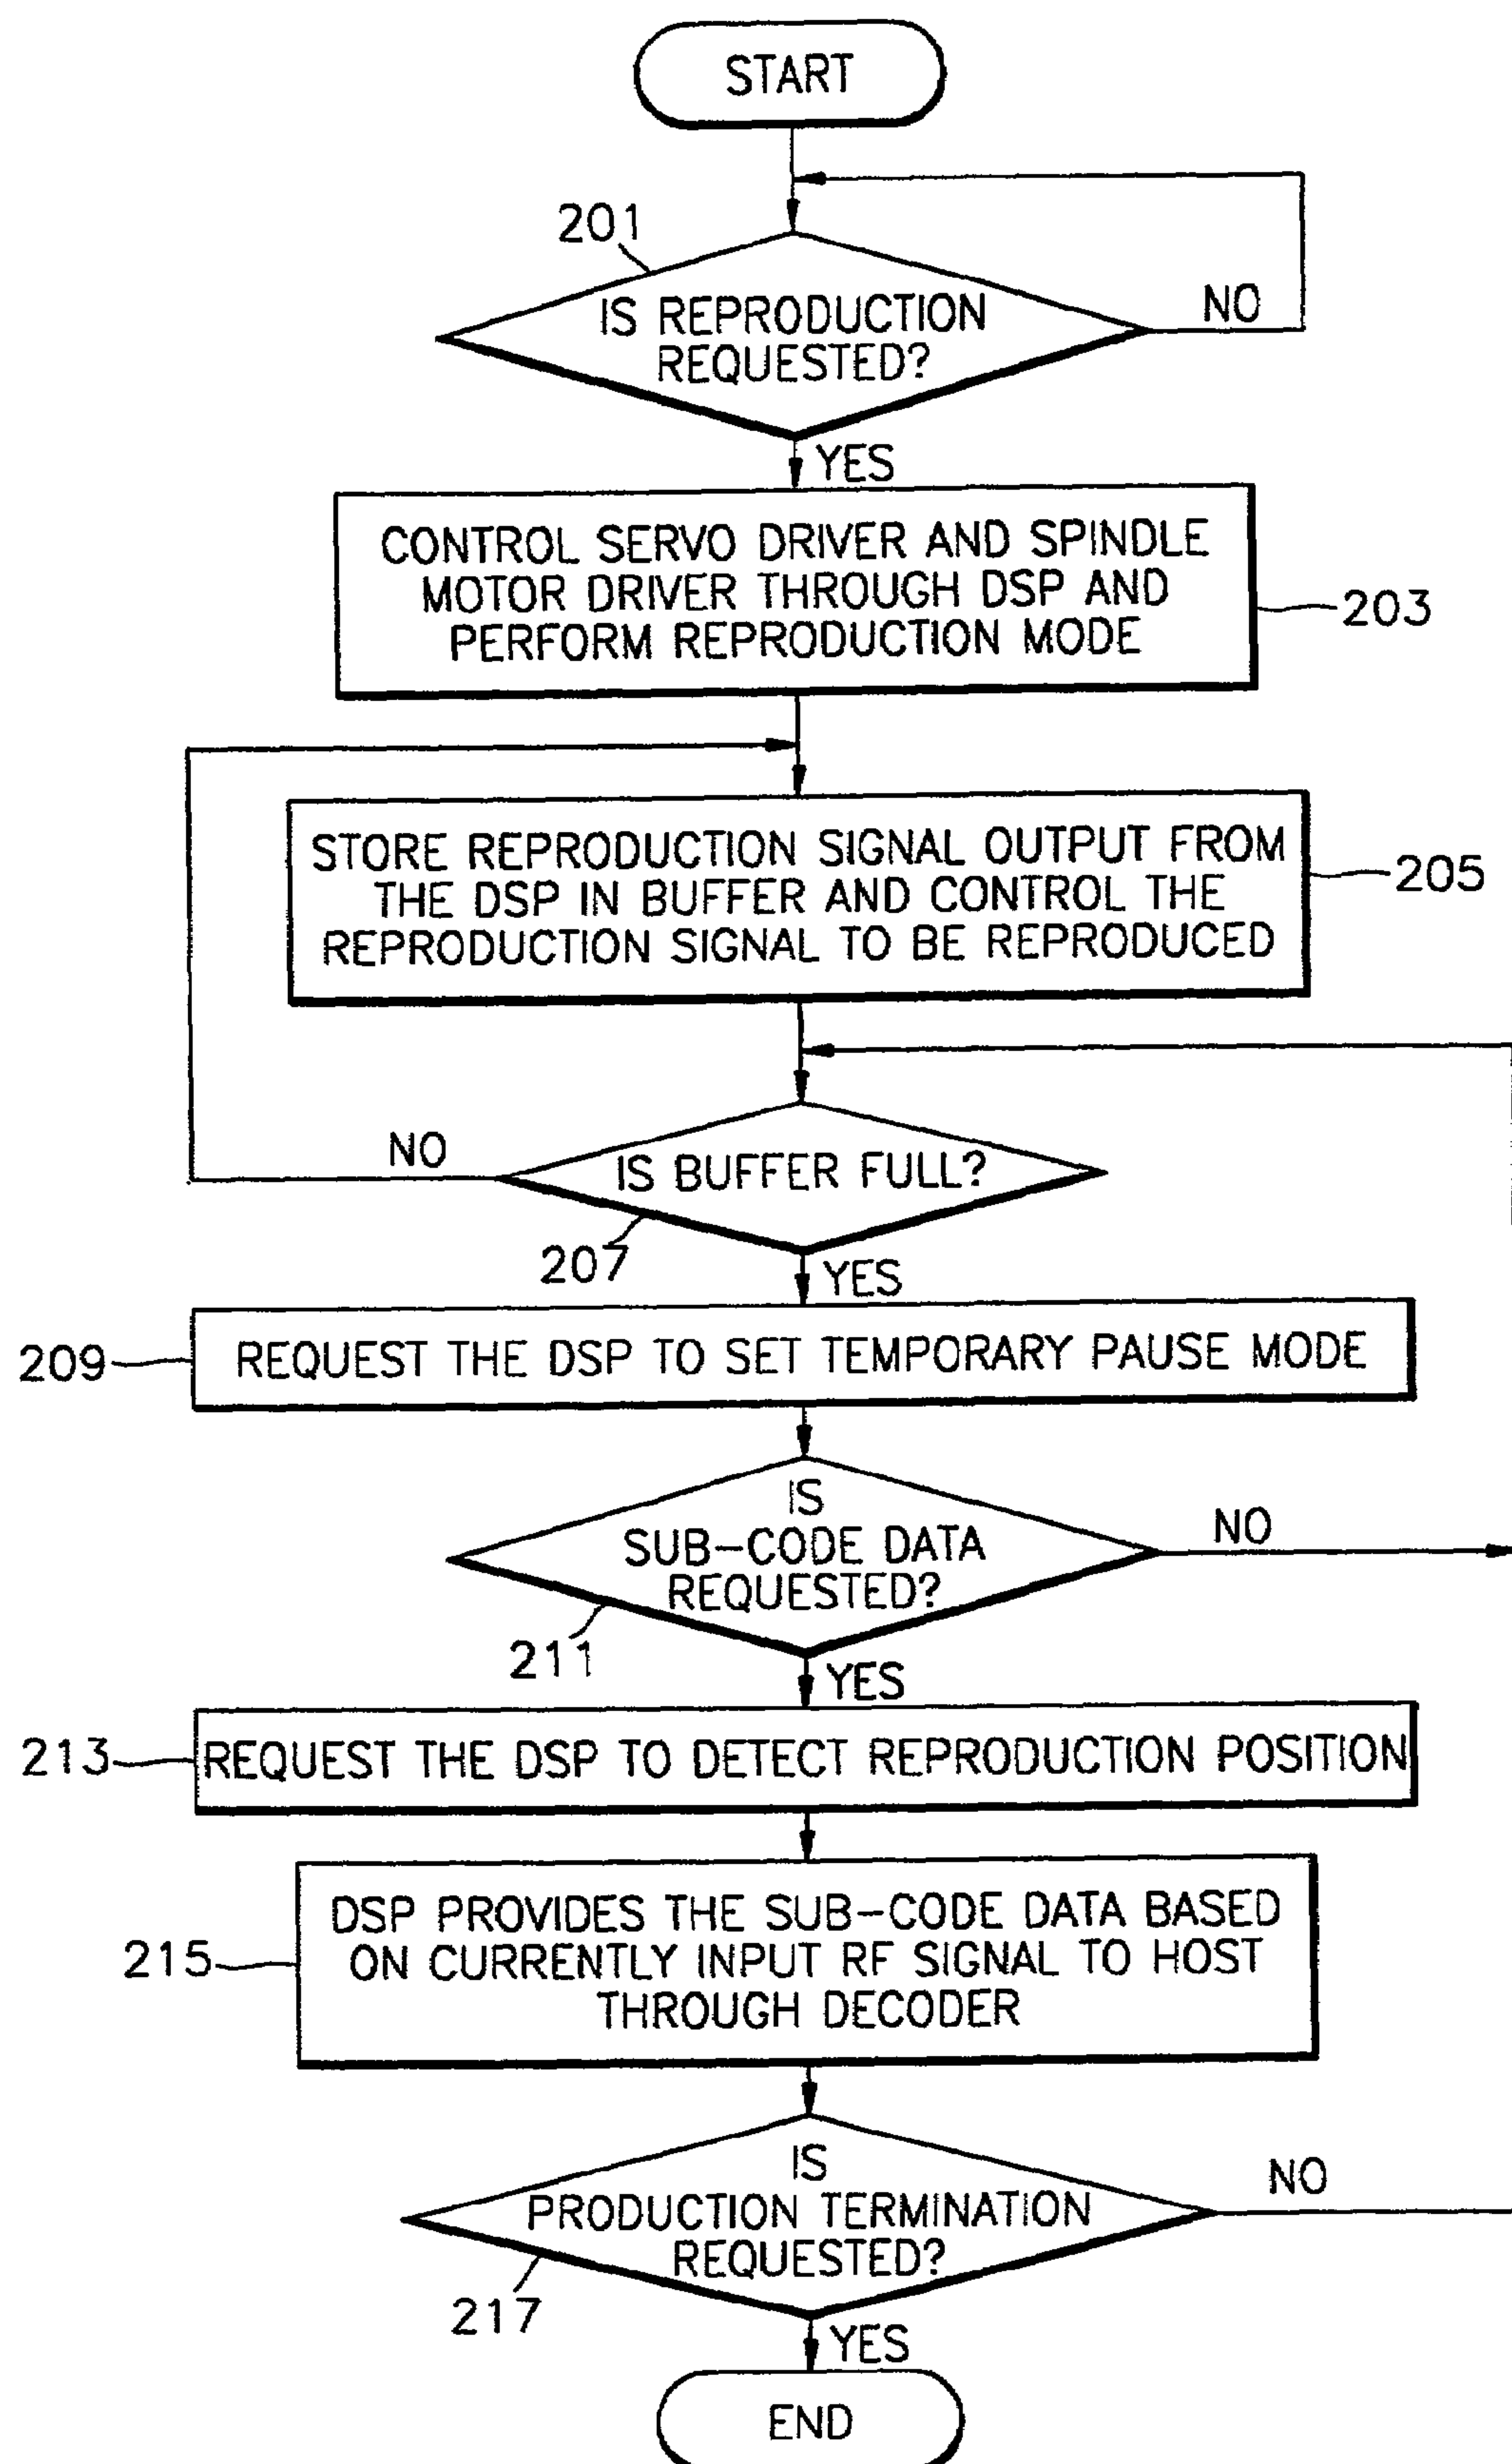 START
201
IS REPRODUCTION
REQUESTED?
NO
YES
CONTROL SERVO DRIVER AND SPINDLE
MOTOR DRIVER THROUGH DSP AND
PERFORM REPRODUCTION MODE
203
STORE REPRODUCTION SIGNAL OUTPUT FROM
THE DSP IN BUFFER AND CONTROL THE
REPRODUCTION SIGNAL TO BE REPRODUCED
205
NO
IS BUFFER FULL?
207
YES
209
REQUEST THE DSP TO SET TEMPORARY PAUSE MODE
IS
SUB-CODE DATA
REQUESTED?
NO
211
YES
213
REQUEST THE DSP TO DETECT REPRODUCTION POSITION
DSP PROVIDES THE SUB-CODE DATA BASED
ON CURRENTLY INPUT RF SIGNAL TO HOST
THROUGH DECODER
215
IS
PRODUCTION TERMINATION
REQUESTED?
NO
217
YES
END